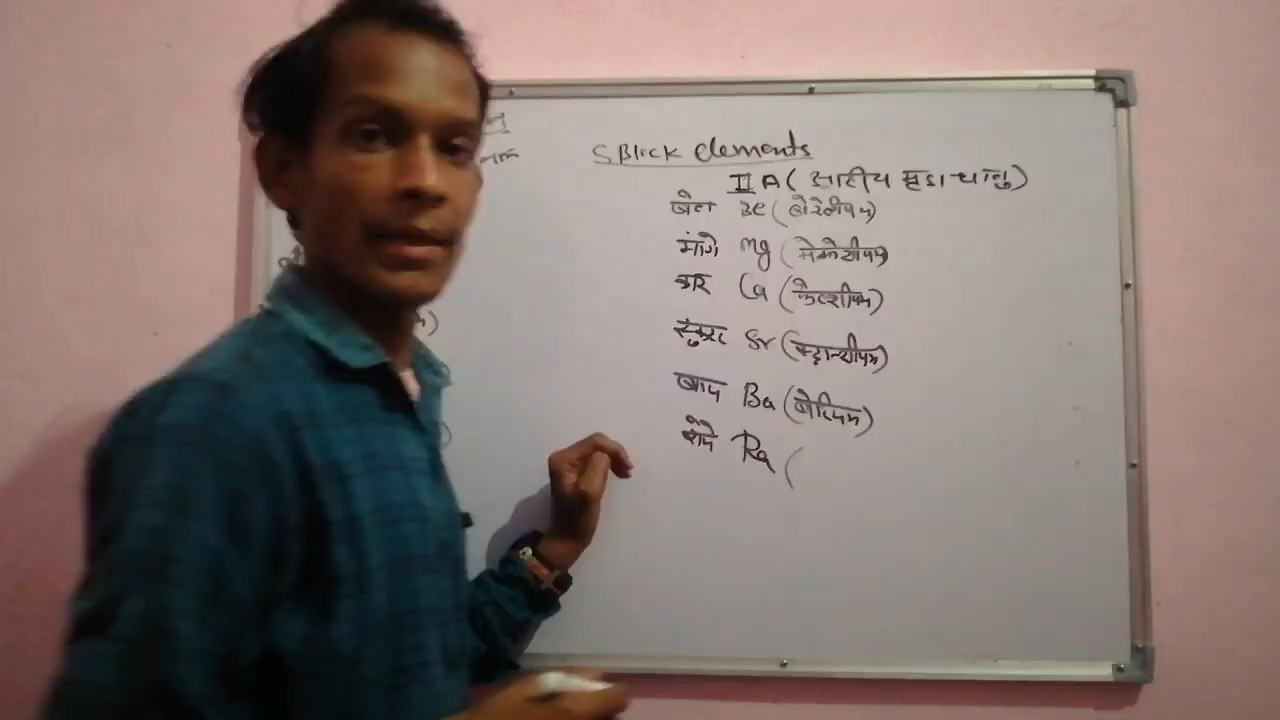 S Block elements
II A ( क्षारीय मृदा धातु )
बेल Be ( बेरेलीयम )
मांगे Mg ( मेग्नेशीयम )
कार Ca ( केल्शीयम )
स्कुटर Sr ( स्ट्रान्शीयम )
बाप Ba ( बेरियम )
रोये Ra (